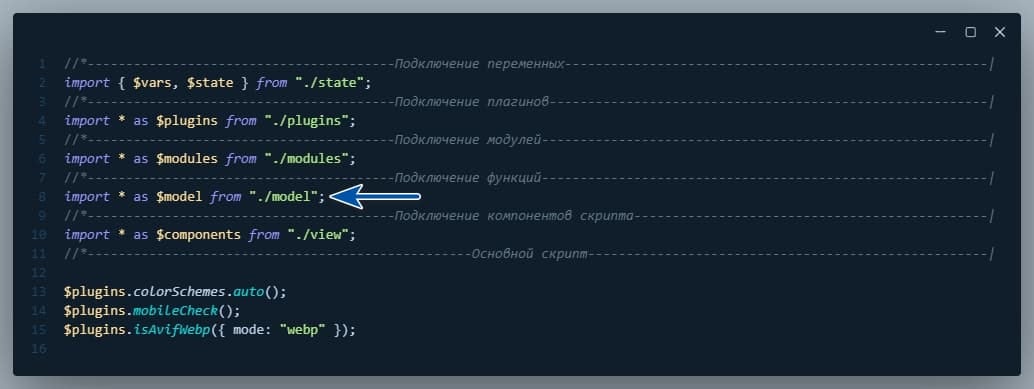 1 //*----------------------------------------Подключение переменных-------------------------------------------------------|
2 import { $vars, $state } from "./state";
3 //*----------------------------------------Подключение плагинов---------------------------------------------------------|
4 import * as $plugins from "./plugins";
5 //*----------------------------------------Подключение модулей----------------------------------------------------------|
6 import * as $modules from "./modules";
7 //*----------------------------------------Подключение функций----------------------------------------------------------|
8 import * as $model from "./model";
9 //*----------------------------------------Подключение компонентов скрипта----------------------------------------------|
10 import * as $components from "./view";
11 //*--------------------------------------------------Основной скрипт----------------------------------------------------|
12
13 $plugins.colorSchemes.auto();
14 $plugins.mobileCheck();
15 $plugins.isAvifWebp({ mode: "webp" });
16